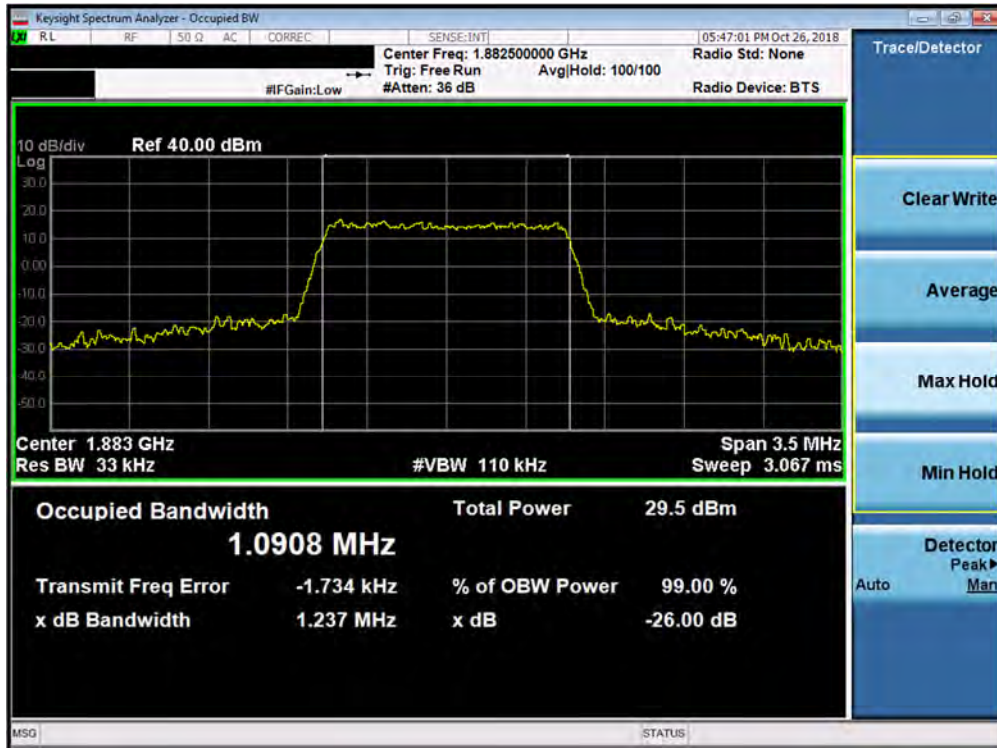 Keysight Spectrum Analyzer - Occupied BW
LXI RL RF 50 Ω AC CORREC SENSE:INT 05:47:01 PM Oct 26, 2018
Center Freq: 1.882500000 GHz Radio Std: None
Trig: Free Run Avg|Hold: 100/100
#IFGain:Low #Atten: 36 dB Radio Device: BTS
10 dB/div Ref 40.00 dBm
Log
30.0
20.0
10.0
0.00
-10.0
-20.0
-30.0
-40.0
-50.0
Center 1.883 GHz Span 3.5 MHz
Res BW 33 kHz #VBW 110 kHz Sweep 3.067 ms
Occupied Bandwidth Total Power 29.5 dBm
1.0908 MHz
Transmit Freq Error -1.734 kHz % of OBW Power 99.00 %
x dB Bandwidth 1.237 MHz x dB -26.00 dB
MSG STATUS
Trace/Detector
Clear Write
Average
Max Hold
Min Hold
Detector
Peak▶
Auto Man